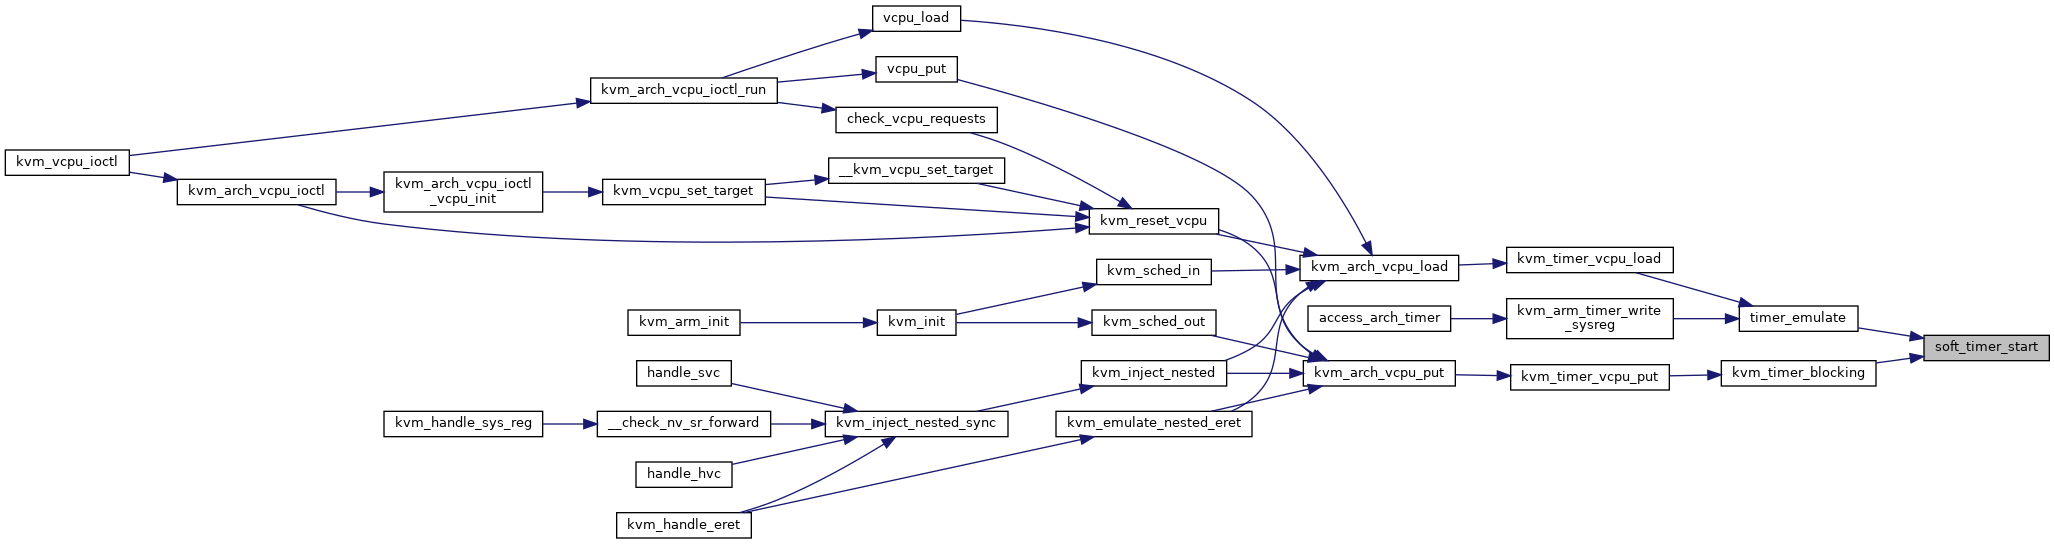 vcpu_load
vcpu_put
kvm_arch_vcpu_ioctl_run
check_vcpu_requests
kvm_vcpu_ioctl
__kvm_vcpu_set_target
kvm_arch_vcpu_ioctl
kvm_arch_vcpu_ioctl
_vcpu_init
kvm_vcpu_set_target
kvm_reset_vcpu
kvm_sched_in
kvm_arch_vcpu_load
kvm_timer_vcpu_load
kvm_arm_init
kvm_init
kvm_sched_out
access_arch_timer
kvm_arm_timer_write
_sysreg
timer_emulate
soft_timer_start
handle_svc
kvm_inject_nested
kvm_arch_vcpu_put
kvm_timer_vcpu_put
kvm_timer_blocking
kvm_handle_sys_reg
__check_nv_sr_forward
kvm_inject_nested_sync
kvm_emulate_nested_eret
handle_hvc
kvm_handle_eret